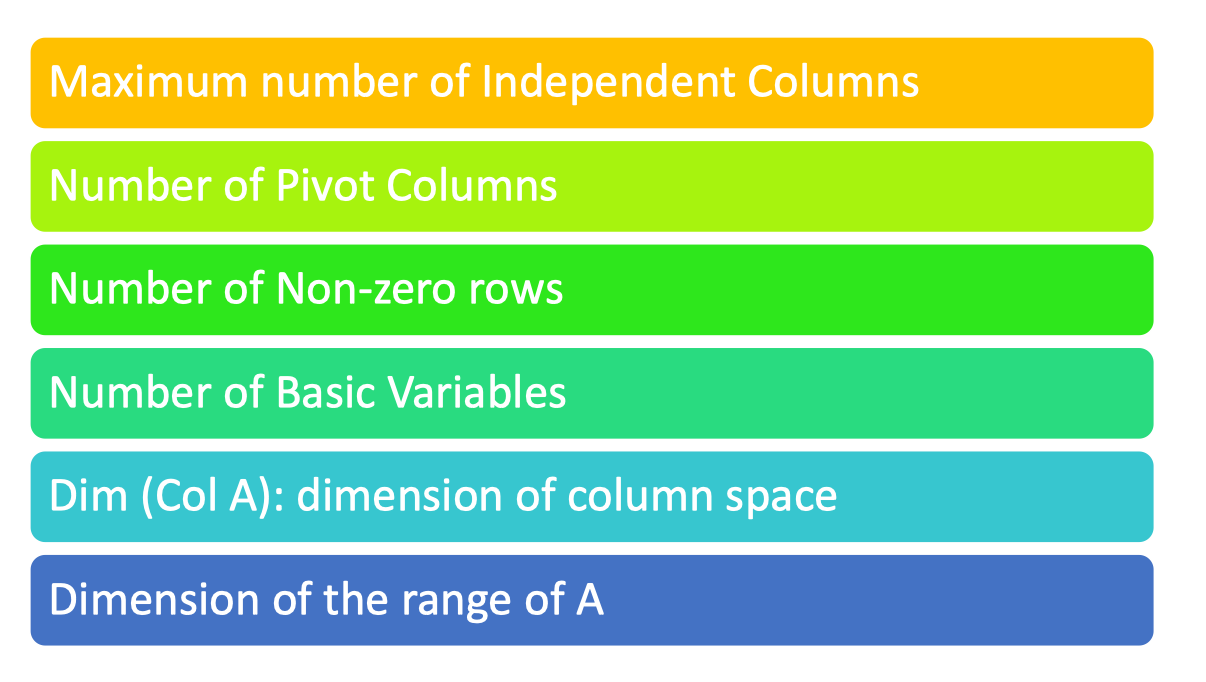 Maximum number of Independent Columns
Number of Pivot Columns
Number of Non-zero rows
Number of Basic Variables
Dim (Col A): dimension of column space
Dimension of the range of A